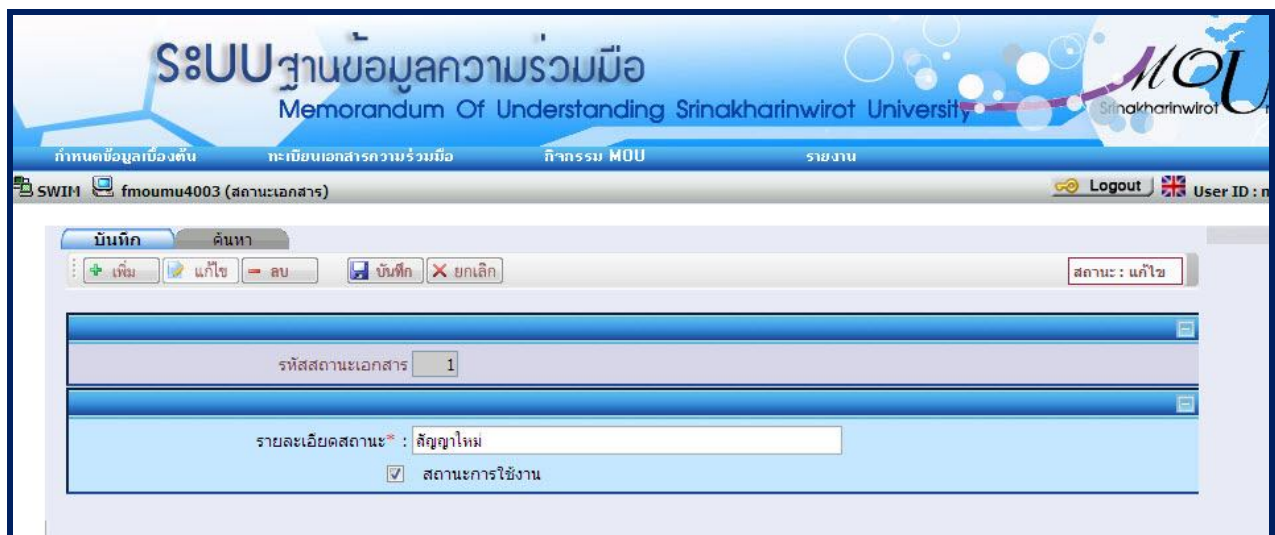 ระบบฐานข้อมูลความร่วมมือ
Memorandum Of Understanding Srinakharinwirot University
MOU
Srinakharinwirot
กำหนดข้อมูลเบื้องต้น ทะเบียนเอกสารความร่วมมือ กิจกรรม MOU รายงาน
SWIM fmoumu4003 (สถานะเอกสาร) Logout User ID :
บันทึก ค้นหา
เพิ่ม แก้ไข ลบ บันทึก ยกเลิก สถานะ : แก้ไข
รหัสสถานะเอกสาร 1
รายละเอียดสถานะ* : สัญญาใหม่
สถานะการใช้งาน